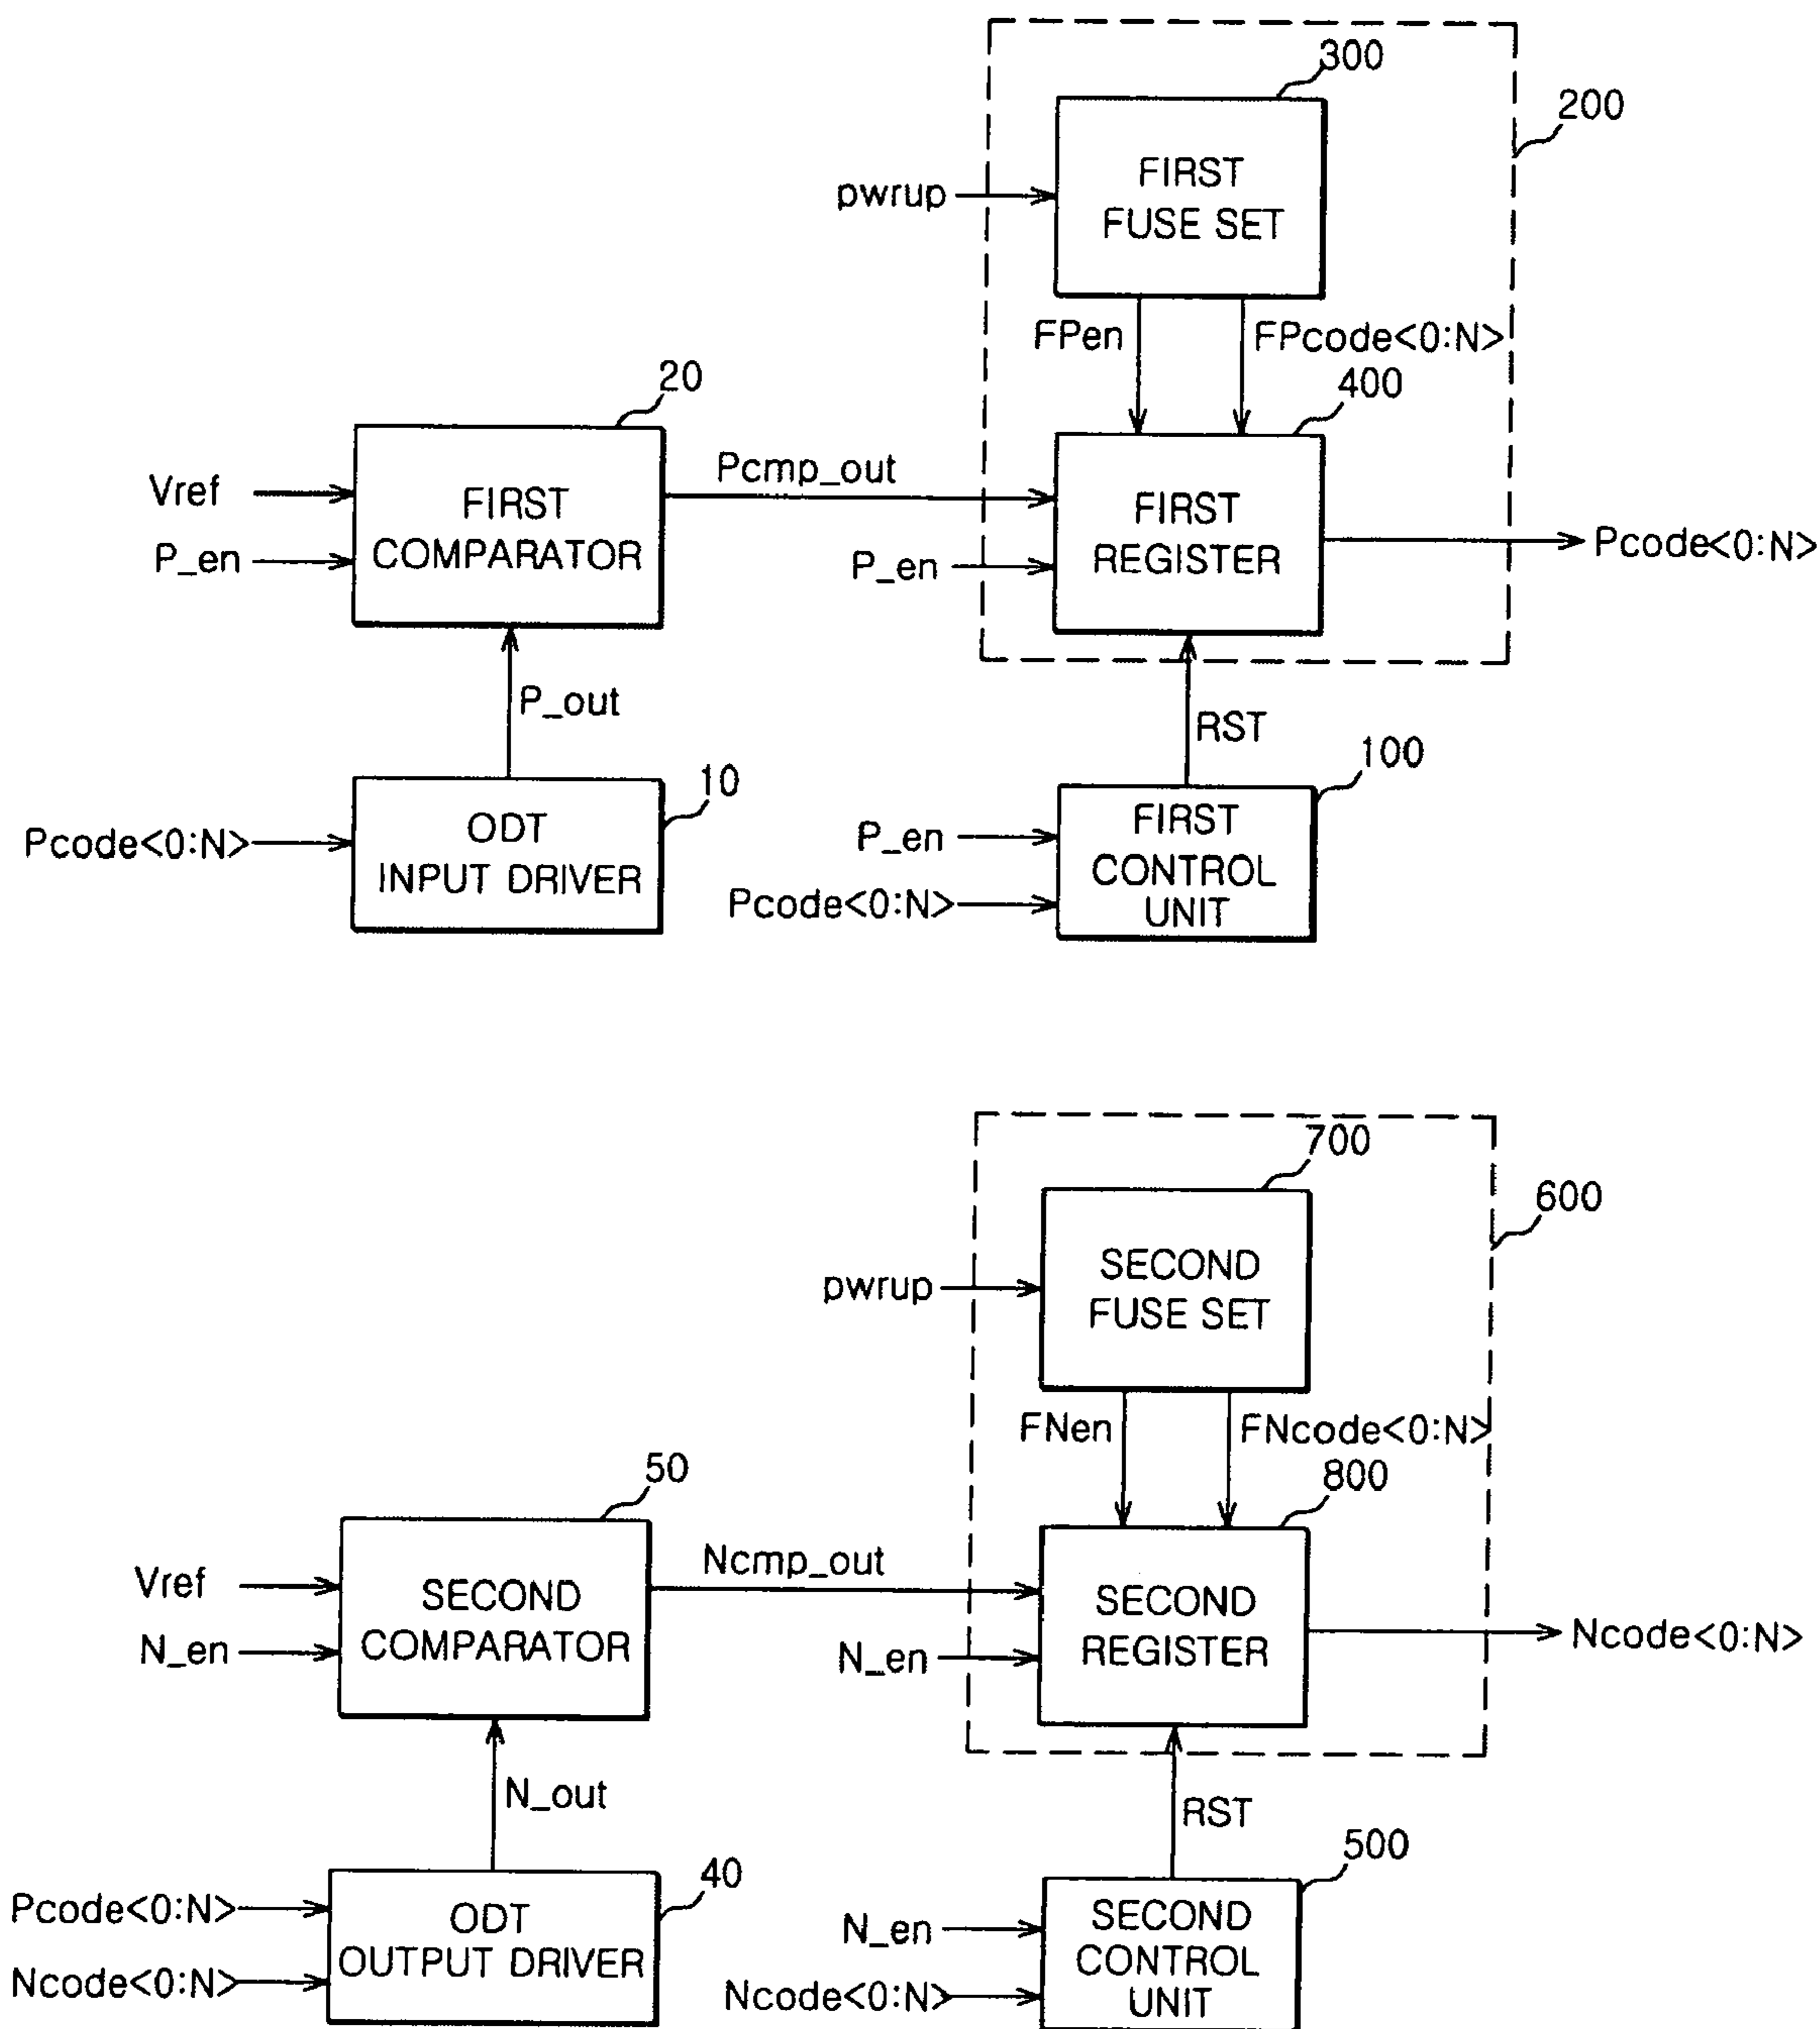 300
200
FIRST
FUSE SET
pwrup
FPen
FPcode<0:N>
20
400
Vref
P_en
FIRST
COMPARATOR
Pcmp_out
P_en
FIRST
REGISTER
Pcode<0:N>
P_out
RST
10
100
Pcode<0:N>
ODT
INPUT DRIVER
P_en
Pcode<0:N>
FIRST
CONTROL
UNIT
700
600
SECOND
FUSE SET
pwrup
FNen
FNcode<0:N>
50
800
Vref
N_en
SECOND
COMPARATOR
Ncmp_out
N_en
SECOND
REGISTER
Ncode<0:N>
N_out
RST
40
500
Pcode<0:N>
Ncode<0:N>
ODT
OUTPUT DRIVER
N_en
Ncode<0:N>
SECOND
CONTROL
UNIT